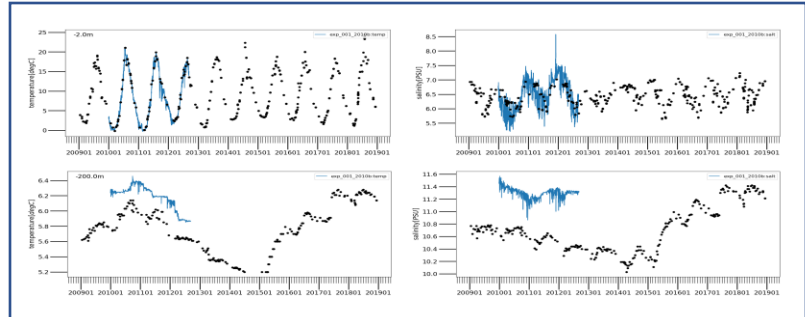 -2.0m
exp_001_2010b-temp
temperature[degC]
25
20
15
10
5
0
200901 201001 201101 201201 201301 201401 201501 201601 201701 201801 201901
exp_001_2010b-salt
salinity[PSU]
8.5
8.0
7.5
7.0
6.5
6.0
5.5
200901 201001 201101 201201 201301 201401 201501 201601 201701 201801 201901
-200.0m
exp_001_2010b-temp
temperature[degC]
6.4
6.2
6.0
5.8
5.6
5.4
5.2
200901 201001 201101 201201 201301 201401 201501 201601 201701 201801 201901
exp_001_2010b-salt
salinity[PSU]
11.6
11.4
11.2
11.0
10.8
10.6
10.4
10.2
10.0
200901 201001 201101 201201 201301 201401 201501 201601 201701 201801 201901